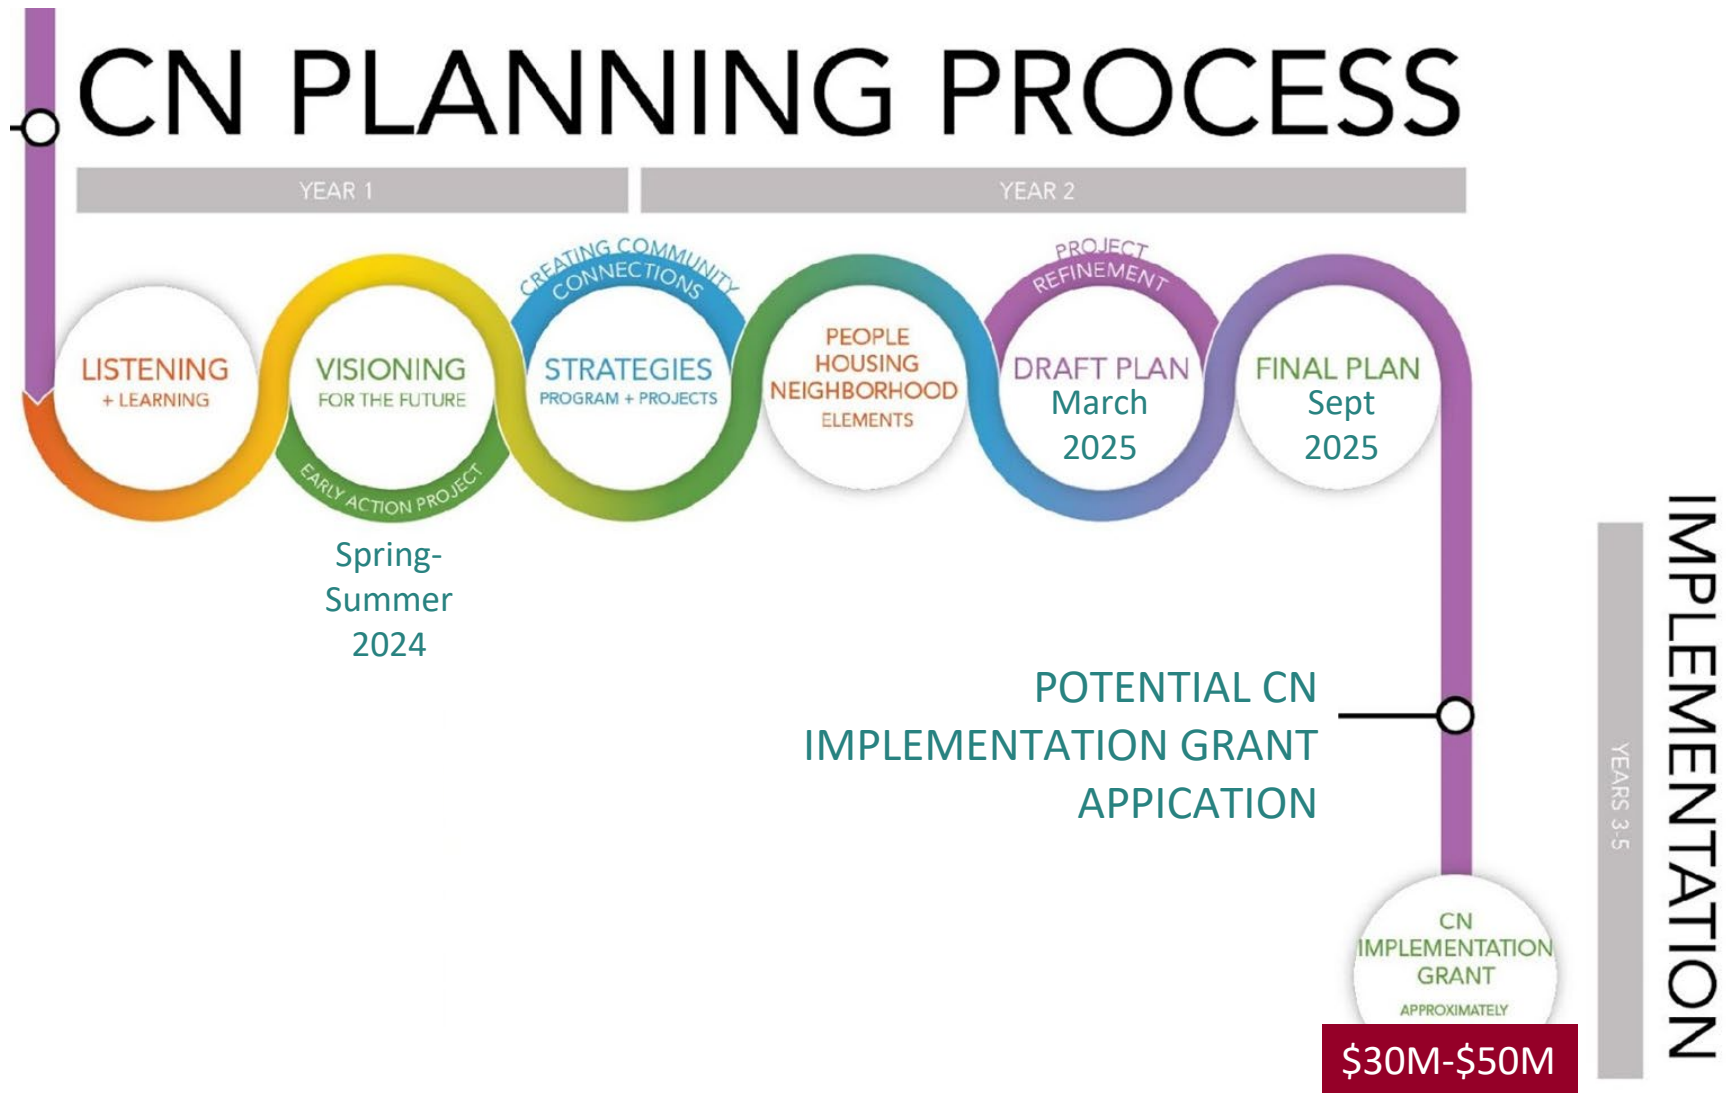 CN PLANNING PROCESS
YEAR 1
YEAR 2
LISTENING
+ LEARNING
VISIONING
FOR THE FUTURE
EARLY ACTION PROJECT
Spring-
Summer
2024
CREATING COMMUNITY
CONNECTIONS
STRATEGIES
PROGRAM + PROJECTS
PEOPLE
HOUSING
NEIGHBORHOOD
ELEMENTS
PROJECT
REFINEMENT
DRAFT PLAN
March
2025
FINAL PLAN
Sept
2025
POTENTIAL CN
IMPLEMENTATION GRANT
APPICATION
CN
IMPLEMENTATION
GRANT
APPROXIMATELY
$30M-$50M
YEARS 3-5
IMPLEMENTATION